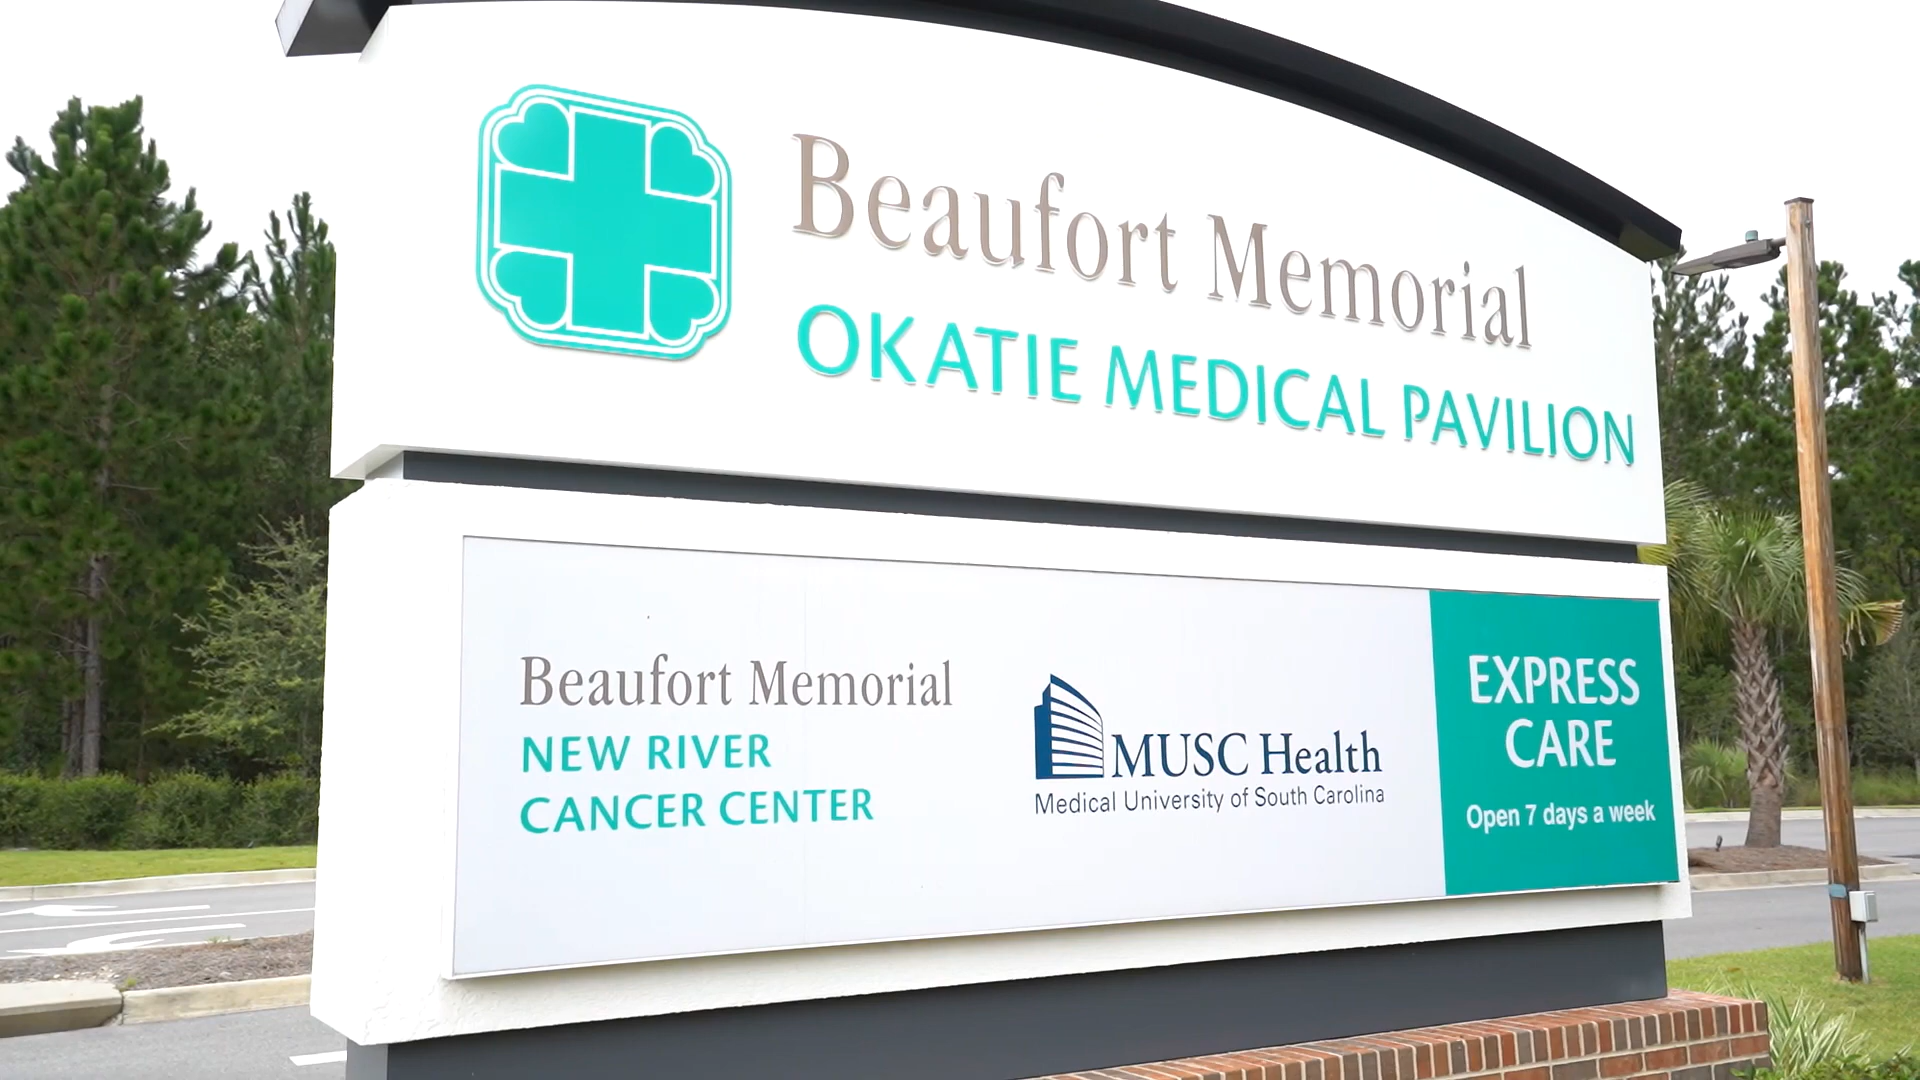 Beaufort Memorial
OKATIE MEDICAL PAVILION
Beaufort Memorial
NEW RIVER
CANCER CENTER
MUSC Health
Medical University of South Carolina
EXPRESS
CARE
Open 7 days a week